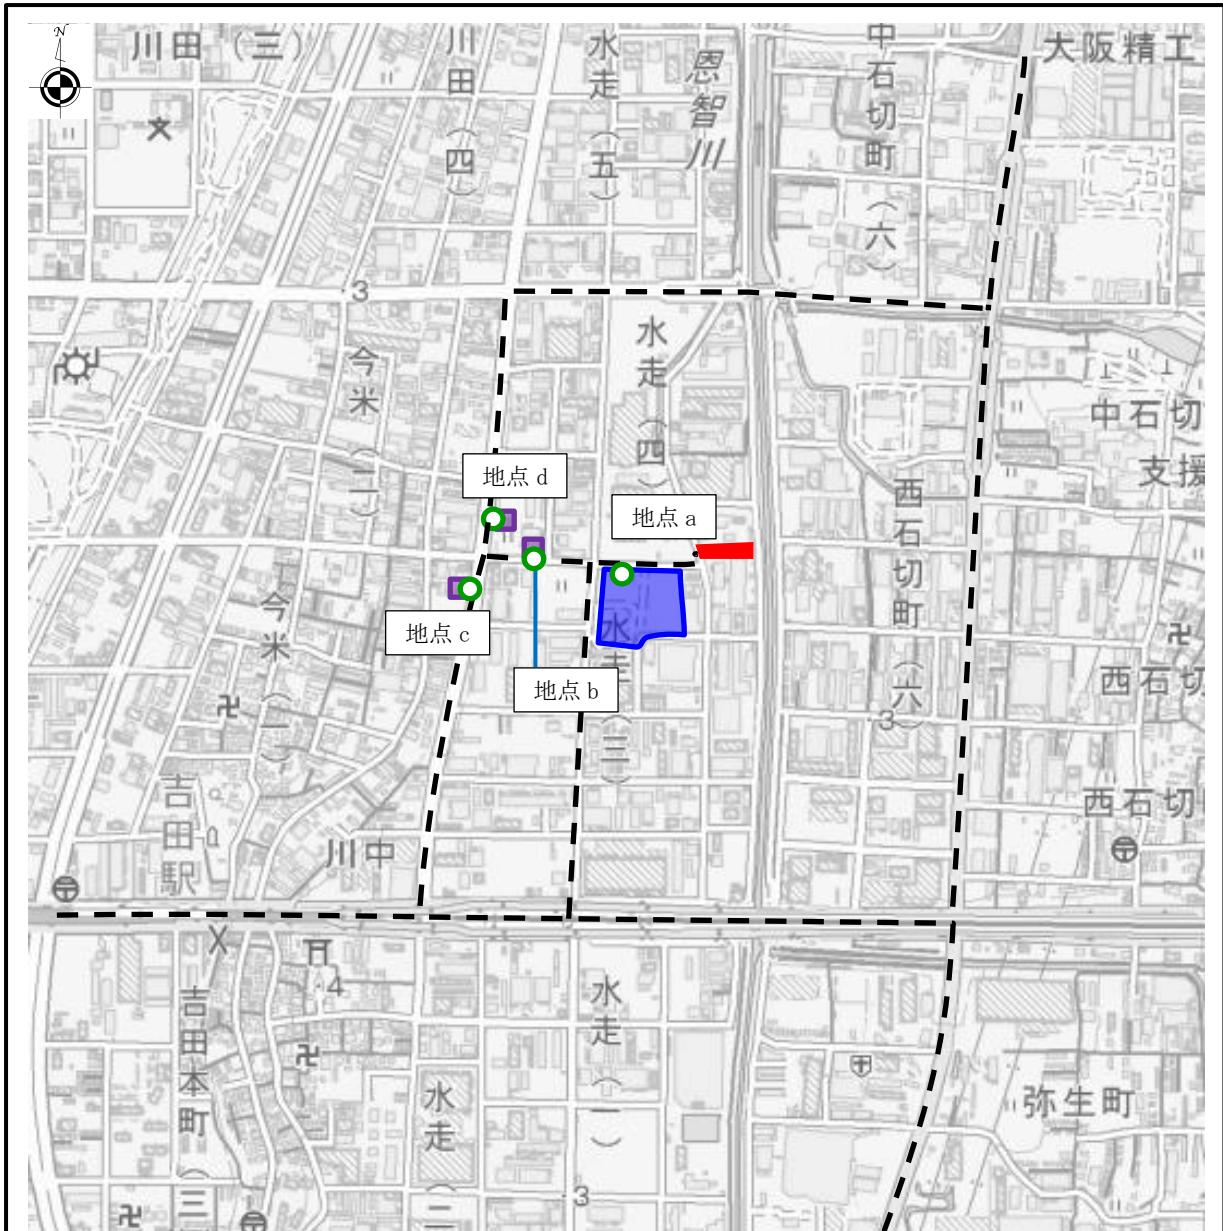 N
川田（三）
川田（四）
水走（五）
恩智川
中石切町（六）
大阪精工
3
今米（二）
水走（四）
中石切
支援
地点 d
地点 a
西石切町（六）
地点 c
今米（一）
水走（三）
地点 b
西石切
3
吉田駅
川中
西石切
4
吉田本町（三
水走（一）
水走（二
弥生町
3